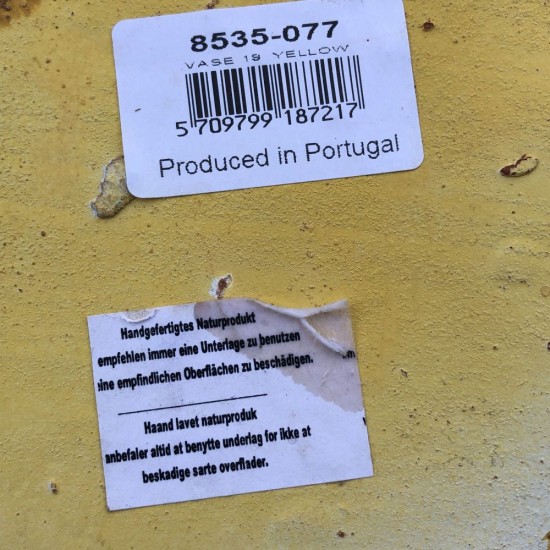 8535-077
VASE 19 YELLOW
5 709799 187217
Produced in Portugal
Handgefertigtes Naturprodukt
empfehlen immer eine Unterlage zu benutzen
eine empfindlichen Oberflächen zu beschädigen.
Haand lavet naturproduk
anbefaler altid at benytte underlag for ikke at
beskadige sarte overflader.